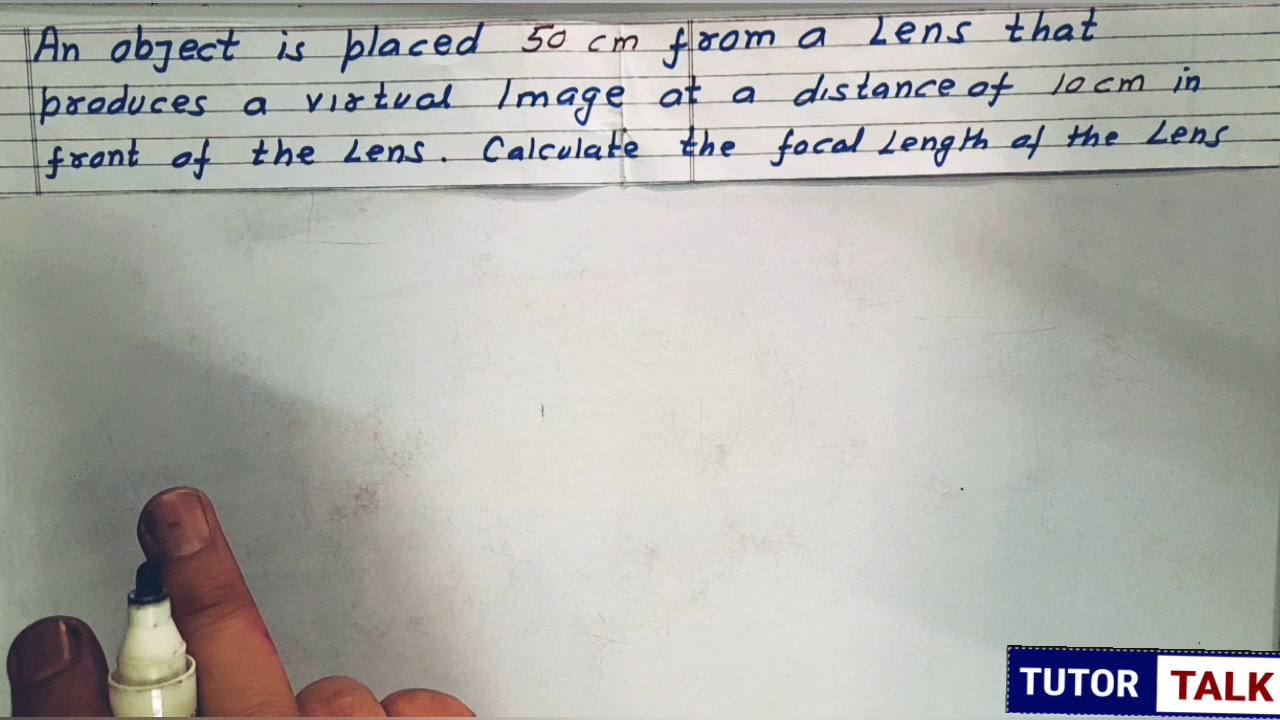 An object is placed 50 cm from a Lens that
produces a virtual Image at a distance of 10 cm in
front of the Lens. Calculate the focal Length of the Lens
TUTOR TALK